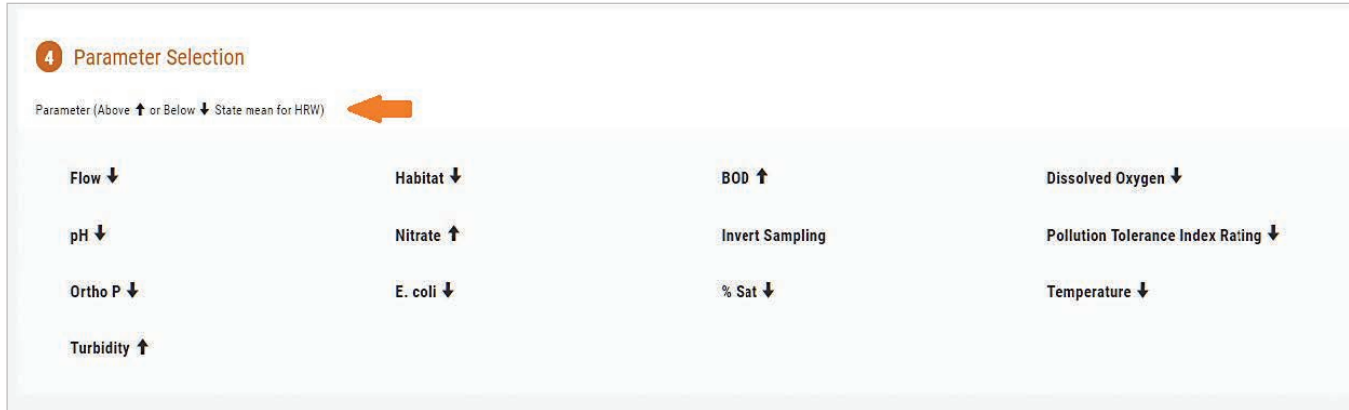 4 Parameter Selection
Parameter (Above ↑ or Below ↓ State mean for HRW)
Flow ↓ Habitat ↓ BOD ↑ Dissolved Oxygen ↓
pH ↓ Nitrate ↑ Invert Sampling Pollution Tolerance Index Rating ↓
Ortho P ↓ E. coli ↓ % Sat ↓ Temperature ↓
Turbidity ↑